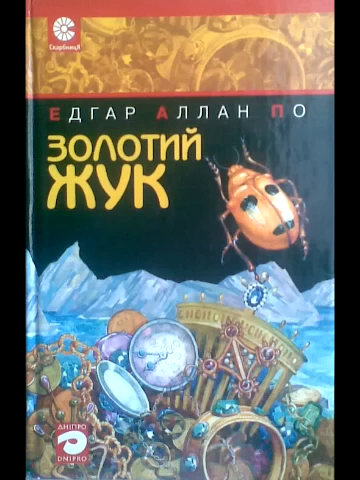 Скарбниця
ЕДГАР АЛЛАН ПО
ЗОЛОТИЙ
ЖУК
ДНІПРО
DNIPRO